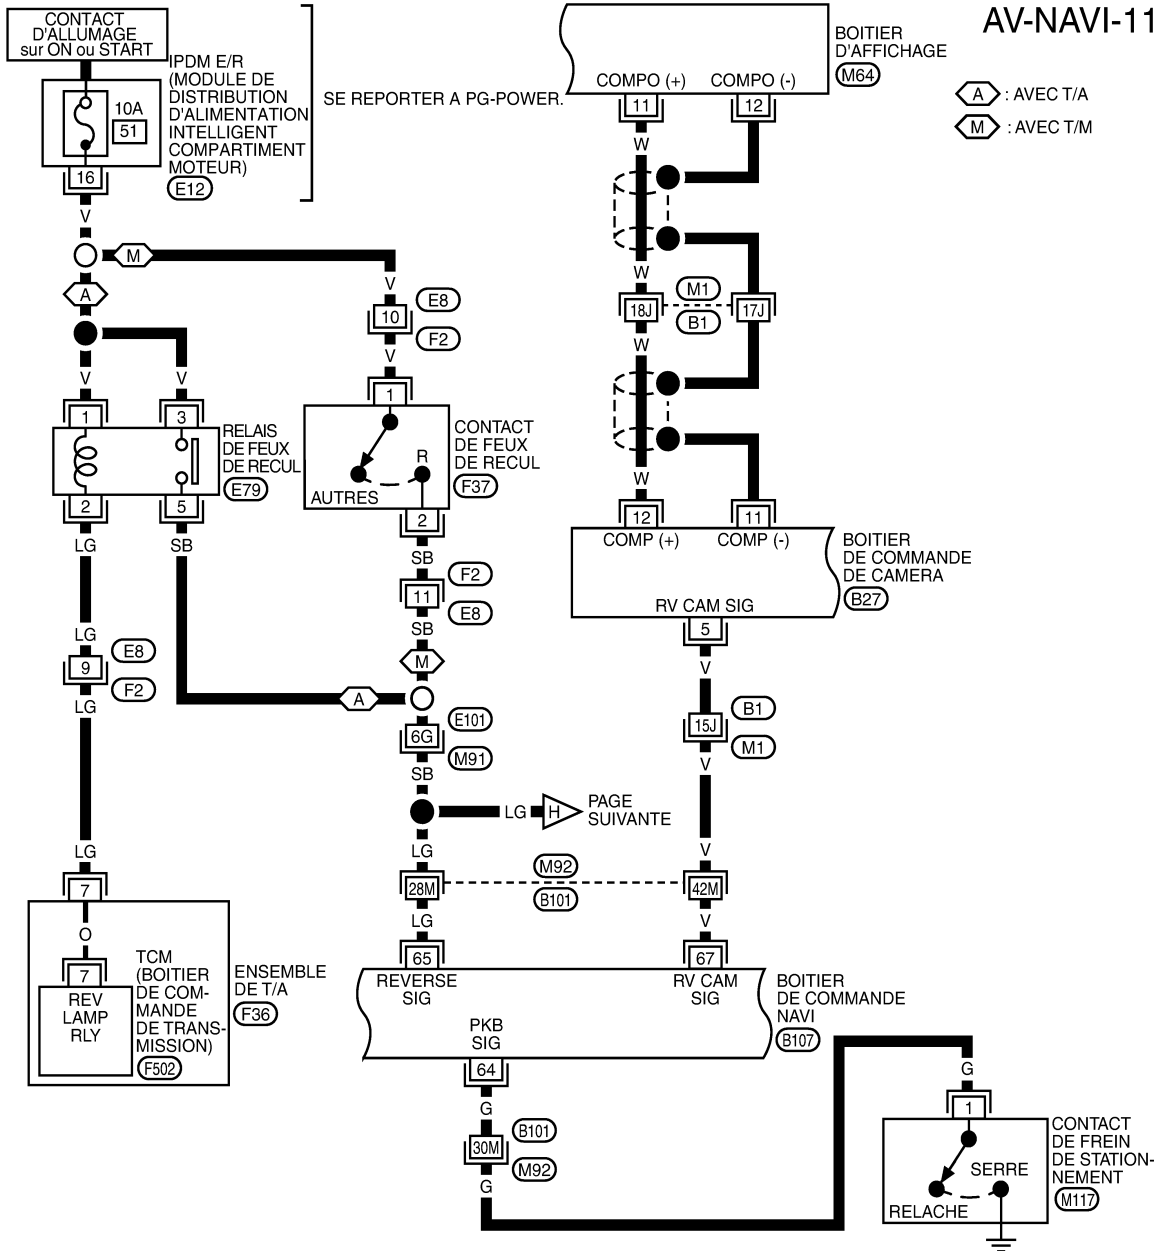 AV-NAVI-11
CONTACT
D'ALLUMAGE
sur ON ou START
IPDM E/R
(MODULE DE
DISTRIBUTION
D'ALIMENTATION
INTELLIGENT
COMPARTIMENT
MOTEUR)
E12
10A
51
16
SE REPORTER A PG-POWER.
BOITIER
D'AFFICHAGE
M64
COMPO (+) COMPO (-)
11 12
A : AVEC T/A
M : AVEC T/M
V
W
M
A
V
W
10
E8
F2
18J
M1
B1
17J
V
W
V V
1
1 3
RELAIS
DE FEUX
DE RECUL
E79
2 5
CONTACT
DE FEUX
DE RECUL
F37
R
AUTRES
2
W
12 11
COMP (+) COMP (-)
BOITIER
DE COMMANDE
DE CAMERA
B27
RV CAM SIG
5
LG SB
SB
F2
11
E8
SB
M
A
LG
E8
9
F2
LG
E101
6G
M91
SB
V
B1
15J
M1
V
LG H PAGE
SUIVANTE
LG
LG
V
M92
28M 42M
B101
LG
V
7
O
7
REV
LAMP
RLY
TCM
(BOITIER
DE COM-
MANDE
DE TRANS-
MISSION)
F502
ENSEMBLE
DE T/A
F36
65 67
REVERSE
SIG
RV CAM
SIG
PKB
SIG
BOITIER
DE COMMANDE
NAVI
B107
64
G
B101
30M
M92
G
G
1
CONTACT
DE FREIN
DE STATION-
NEMENT
M117
SERRE
RELACHE